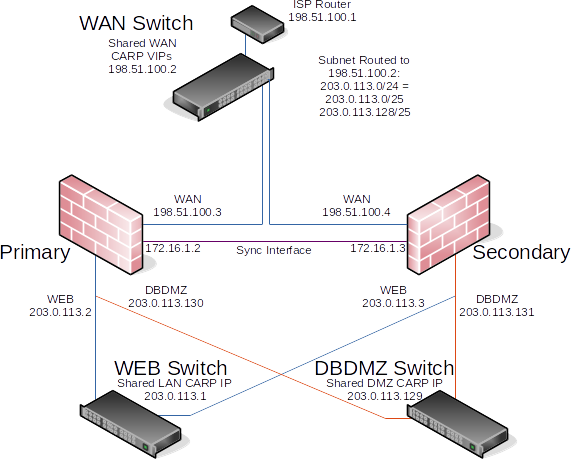 ISP Router
198.51.100.1
WAN Switch
Shared WAN
CARP VIPs
198.51.100.2
Subnet Routed to
198.51.100.2:
203.0.113.0/24 =
203.0.113.0/25
203.0.113.128/25
WAN
198.51.100.3
WAN
198.51.100.4
Primary
172.16.1.2
Sync Interface
172.16.1.3
Secondary
WEB
203.0.113.2
DBDMZ
203.0.113.130
WEB
203.0.113.3
DBDMZ
203.0.113.131
WEB Switch
Shared LAN CARP IP
203.0.113.1
DBDMZ Switch
Shared DMZ CARP IP
203.0.113.129